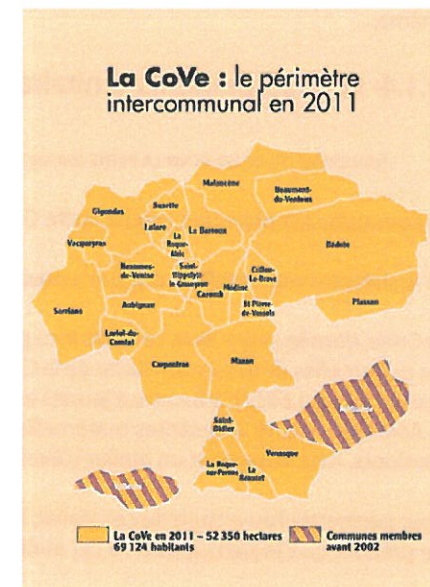 La CoVe : le périmètre
intercommunal en 2011
Malaucène
Beaumont-
du-Ventoux
Suzette
Gigondas
Lafare
Le Barroux
La
Roque-
Alric
Vacqueyras
Bédoin
Beaumes-
de-Venise
Saint-
Hippolyte-
le-Graveyron
Crillon-
Le-Brave
Caromb
Modène
Flassan
Sarrians
Aubignan
St Pierre-
de-Vassols
Loriol-du-
Comtat
Carpentras
Mazan
Saint-
Didier
Venasque
La Roque-
sur-Pernes
Le
Beaucet
La CoVe en 2011 – 52 350 hectares
69 124 habitants
Communes membres
avant 2002